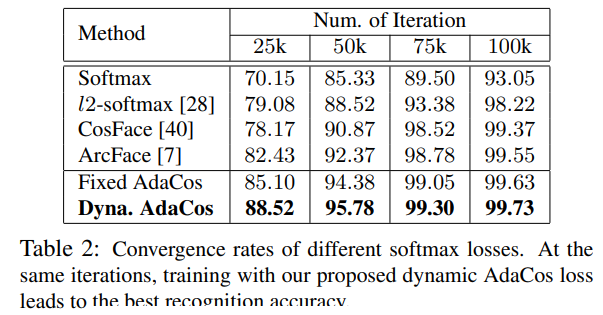 Method Num. of Iteration
25k 50k 75k 100k
Softmax 70.15 85.33 89.50 93.05
l2-softmax [28] 79.08 88.52 93.38 98.22
CosFace [40] 78.17 90.87 98.52 99.37
ArcFace [7] 82.43 92.37 98.78 99.55
Fixed AdaCos 85.10 94.38 99.05 99.63
Dyna. AdaCos 88.52 95.78 99.30 99.73
Table 2: Convergence rates of different softmax losses. At the
same iterations, training with our proposed dynamic AdaCos loss
leads to the best recognition accuracy.